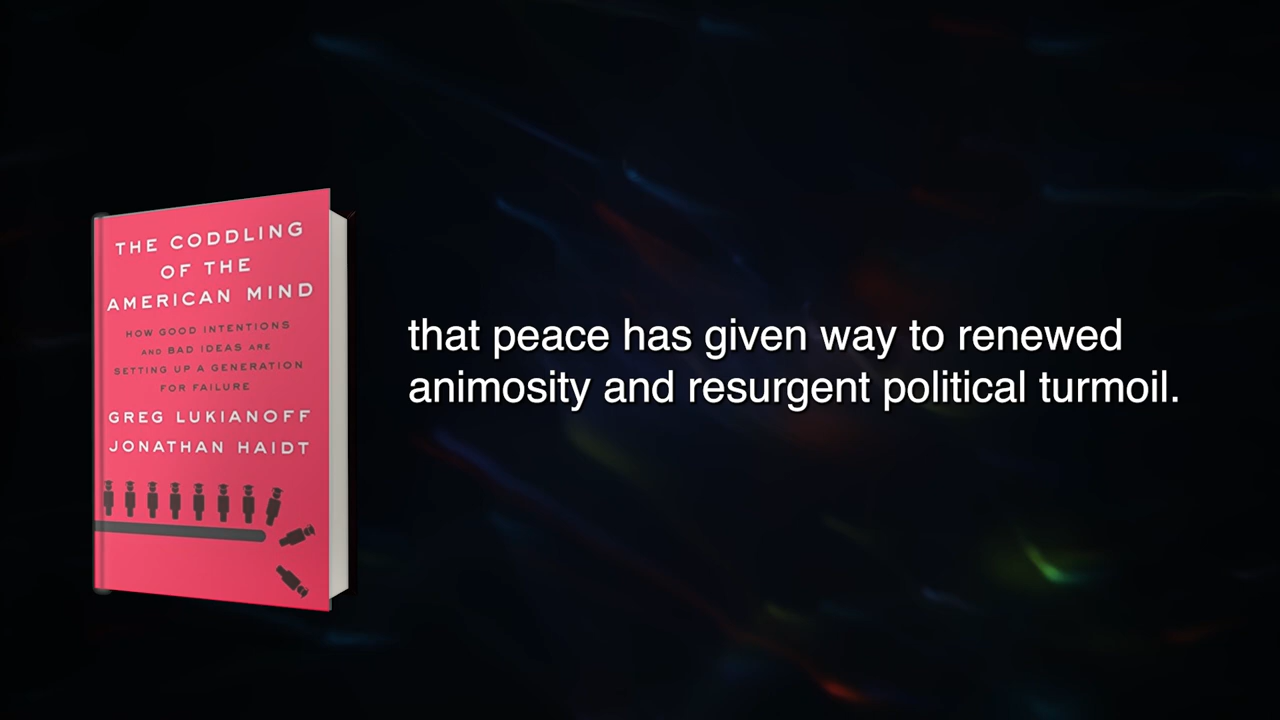 THE CODDLING
OF THE
AMERICAN MIND
HOW GOOD INTENTIONS
AND BAD IDEAS ARE
SETTING UP A GENERATION
FOR FAILURE
GREG LUKIANOFF
JONATHAN HAIDT
that peace has given way to renewed
animosity and resurgent political turmoil.